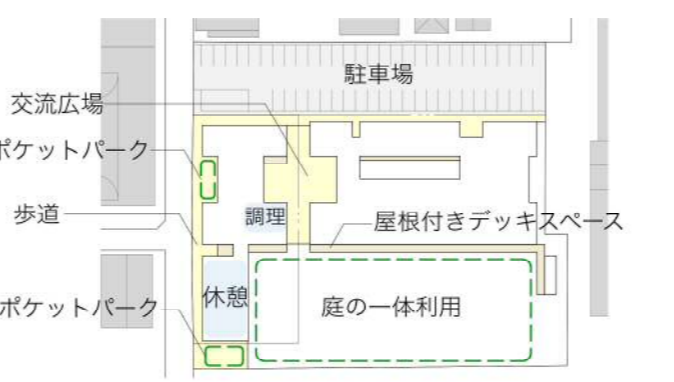 駐車場
交流広場
ポケットパーク
歩道
調理
屋根付きデッキスペース
休憩
ポケットパーク
庭の一体利用